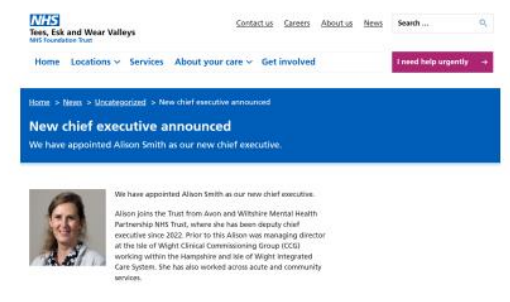 NHS
Tees, Esk and Wear Valleys
NHS Foundation Trust
Contact us Careers About us News Search ...
Home Locations Services About your care Get involved I need help urgently →
Home > News > Uncategorized > New chief executive announced
New chief executive announced
We have appointed Alison Smith as our new chief executive.
We have appointed Alison Smith as our new chief executive.
Alison joins the Trust from Avon and Wiltshire Mental Health
Partnership NHS Trust, where she has been deputy chief
executive since 2022. Prior to this Alison was managing director
at the Isle of Wight Clinical Commissioning Group (CCG)
working within the Hampshire and Isle of Wight Integrated
Care System. She has also worked across acute and community
services.